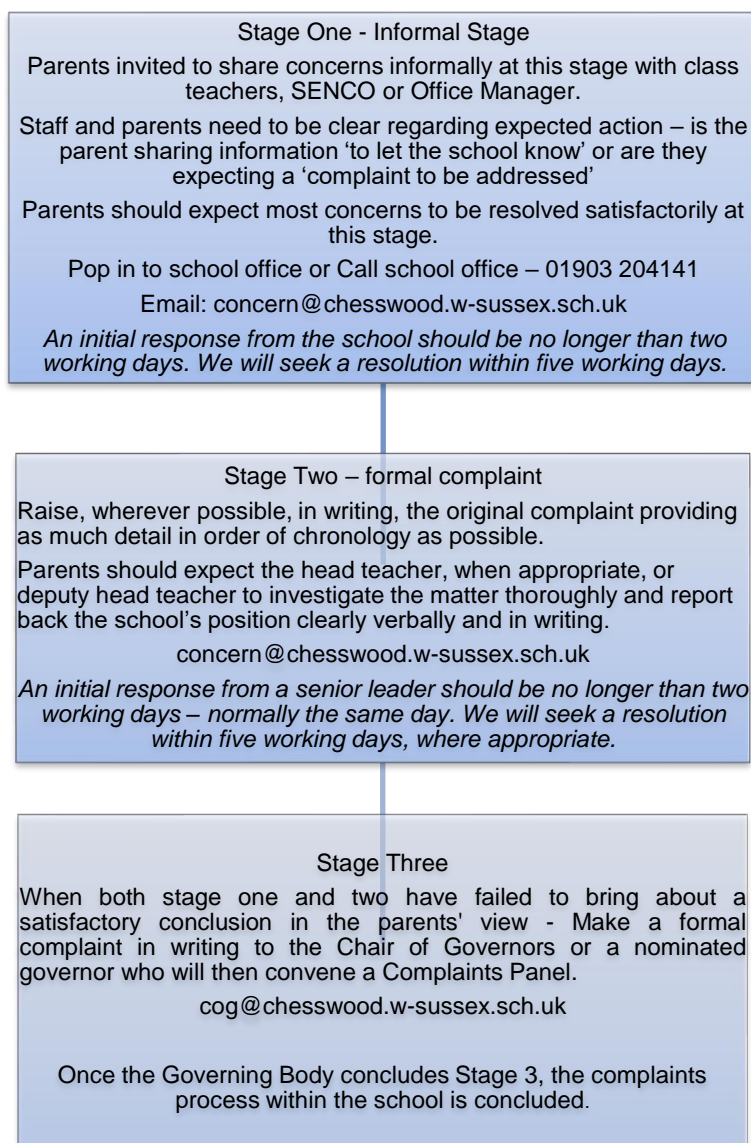 Stage One - Informal Stage
Parents invited to share concerns informally at this stage with class
teachers, SENCO or Office Manager.
Staff and parents need to be clear regarding expected action – is the
parent sharing information ‘to let the school know’ or are they
expecting a ‘complaint to be addressed’
Parents should expect most concerns to be resolved satisfactorily at
this stage.
Pop in to school office or Call school office – 01903 204141
Email: concern@chesswood.w-sussex.sch.uk
An initial response from the school should be no longer than two
working days. We will seek a resolution within five working days.
Stage Two – formal complaint
Raise, wherever possible, in writing, the original complaint providing
as much detail in order of chronology as possible.
Parents should expect the head teacher, when appropriate, or
deputy head teacher to investigate the matter thoroughly and report
back the school’s position clearly verbally and in writing.
concern@chesswood.w-sussex.sch.uk
An initial response from a senior leader should be no longer than two
working days – normally the same day. We will seek a resolution
within five working days, where appropriate.
Stage Three
When both stage one and two have failed to bring about a
satisfactory conclusion in the parents' view - Make a formal
complaint in writing to the Chair of Governors or a nominated
governor who will then convene a Complaints Panel.
cog@chesswood.w-sussex.sch.uk
Once the Governing Body concludes Stage 3, the complaints
process within the school is concluded.